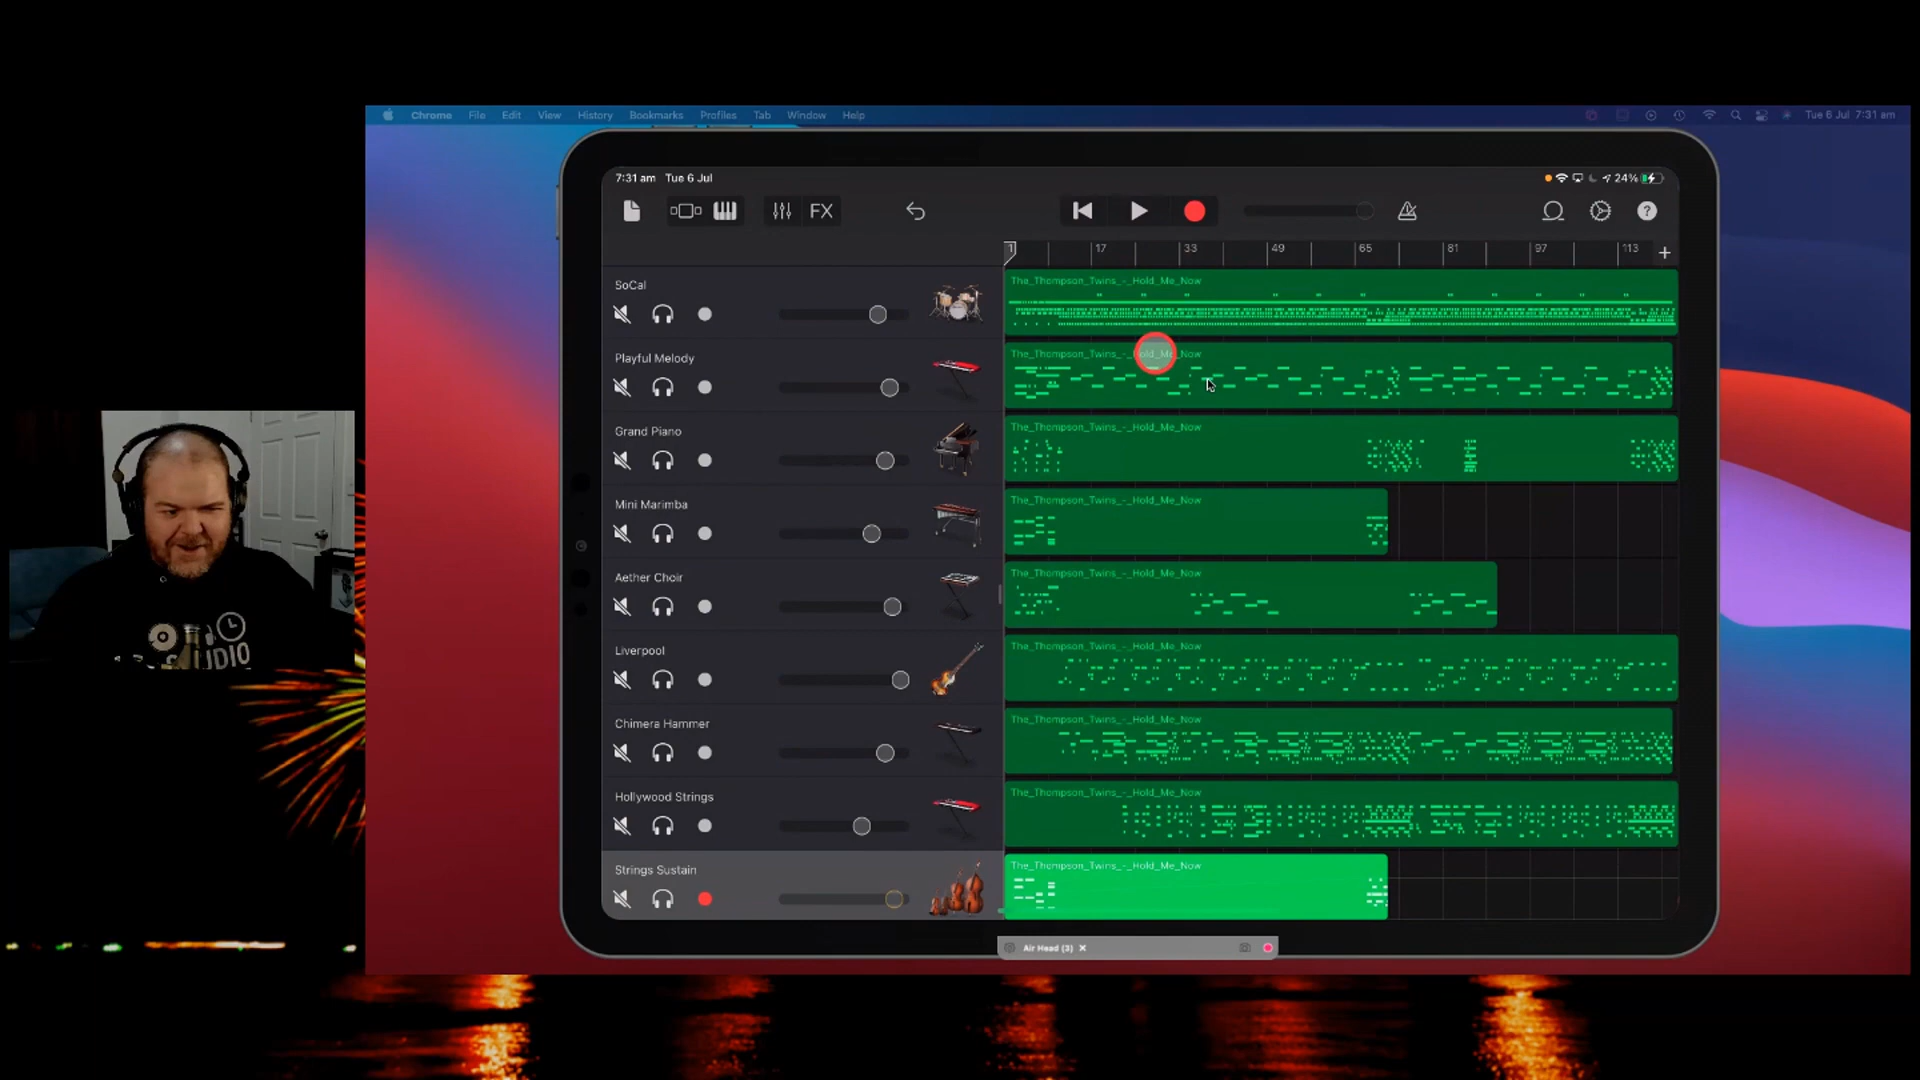 Chrome File Edit View History Bookmarks Profiles Tab Window Help Tue 6 Jul 7:31 am
7:31 am Tue 6 Jul 24%
FX ?
1 17 33 49 65 81 97 113 +
SoCal
The_Thompson_Twins_-_Hold_Me_Now
Playful Melody
The_Thompson_Twins_-_Hold_Me_Now
Grand Piano
The_Thompson_Twins_-_Hold_Me_Now
Mini Marimba
The_Thompson_Twins_-_Hold_Me_Now
Aether Choir
The_Thompson_Twins_-_Hold_Me_Now
Liverpool
The_Thompson_Twins_-_Hold_Me_Now
Chimera Hammer
The_Thompson_Twins_-_Hold_Me_Now
Hollywood Strings
The_Thompson_Twins_-_Hold_Me_Now
Strings Sustain
The_Thompson_Twins_-_Hold_Me_Now
Air Head (3)